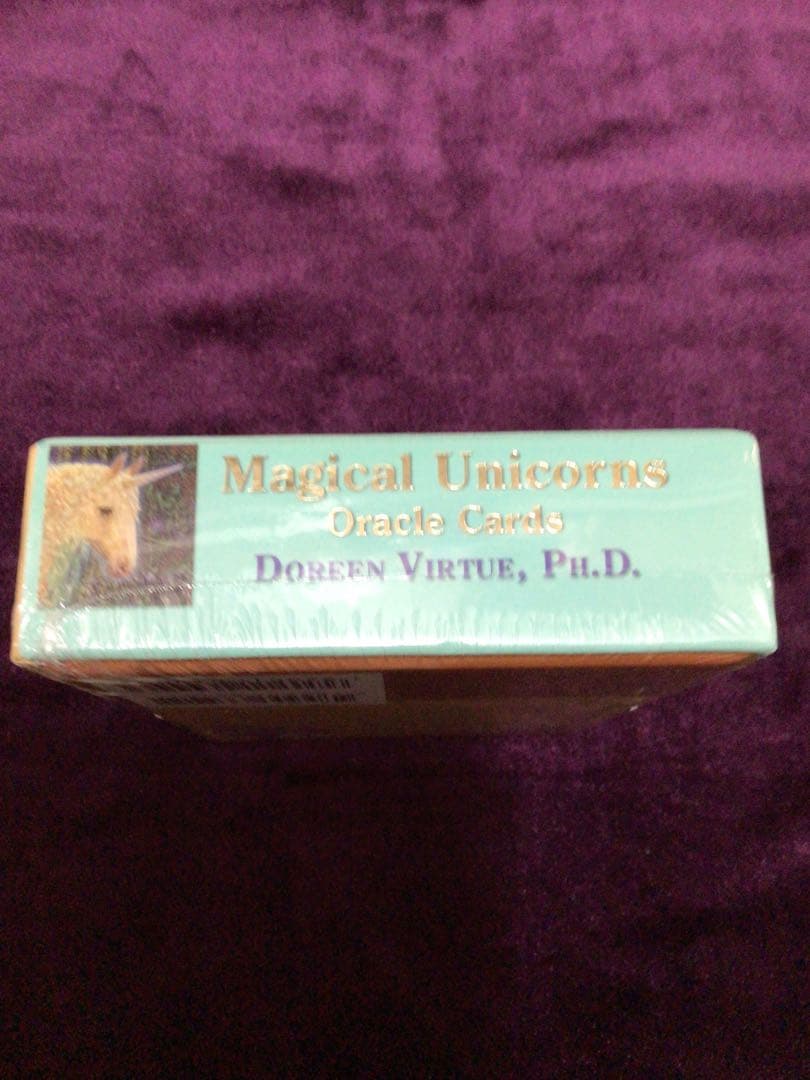 Magical Unicorns
Oracle Cards
DOREEN VIRTUE, PH.D.